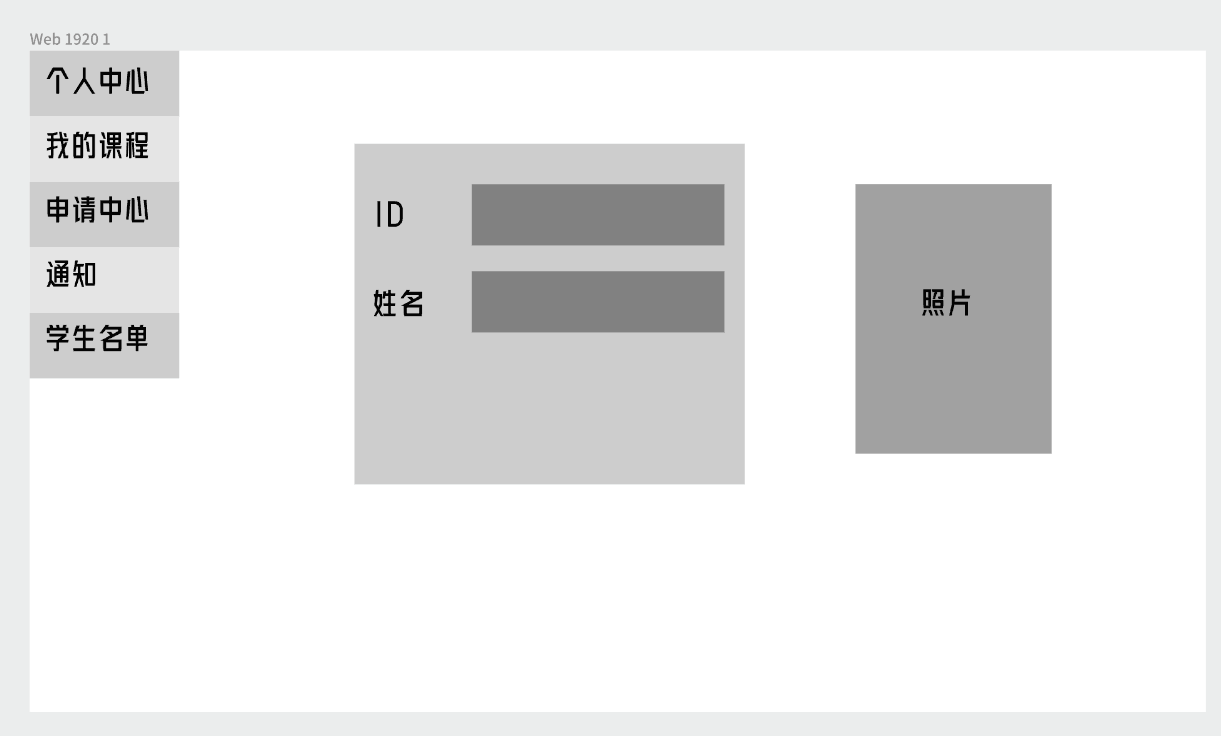 Web 1920 1
个人中心
我的课程
申请中心
通知
学生名单
ID
姓名
照片